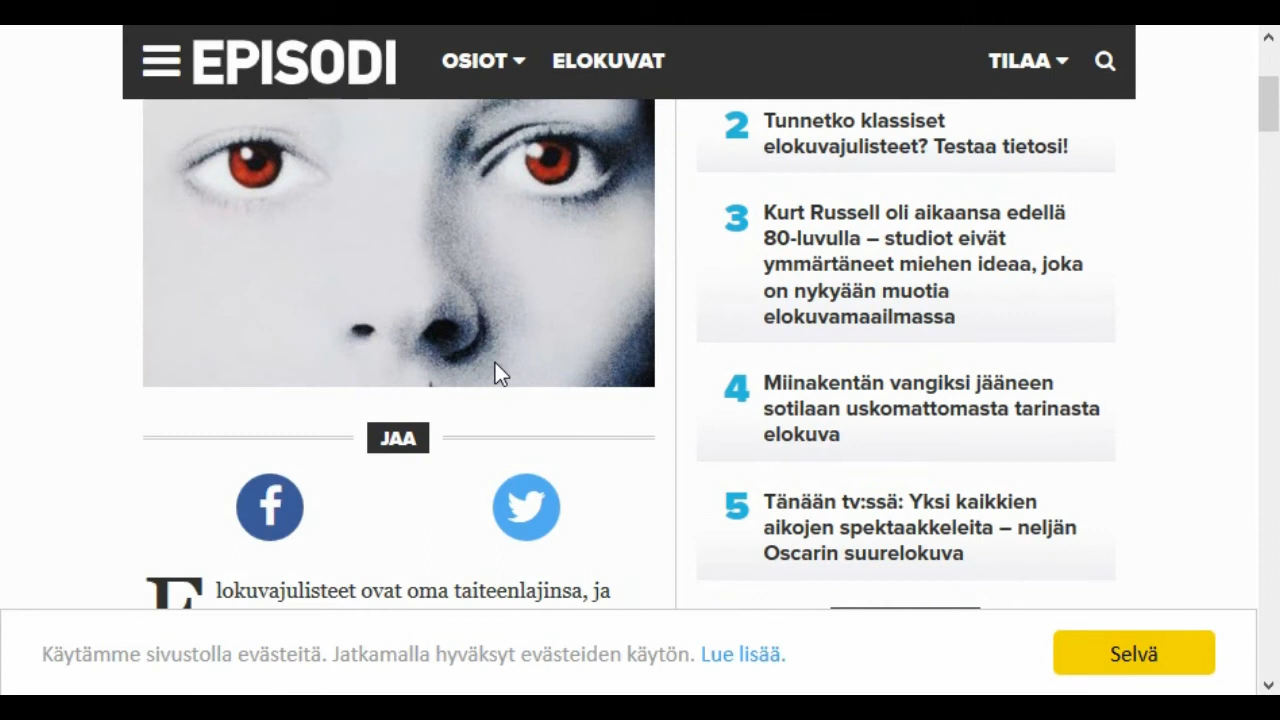 EPISODI OSIOT ELOKUVAT TILAA
JAA
lokuvajulisteet ovat oma taiteenlajinsa, ja
2 Tunnetko klassiset
elokuvajulisteet? Testaa tietosi!
3 Kurt Russell oli aikaansa edellä
80-luvulla – studiot eivät
ymmärtäneet miehen ideaa, joka
on nykyään muotia
elokuvamaailmassa
4 Miinakentän vangiksi jääneen
sotilaan uskomattomasta tarinasta
elokuva
5 Tänään tv:ssä: Yksi kaikkien
aikojen spektaakkeleita – neljän
Oscarin suurelokuva
Käytämme sivustolla evästeitä. Jatkamalla hyväksyt evästeiden käytön. Lue lisää. Selvä